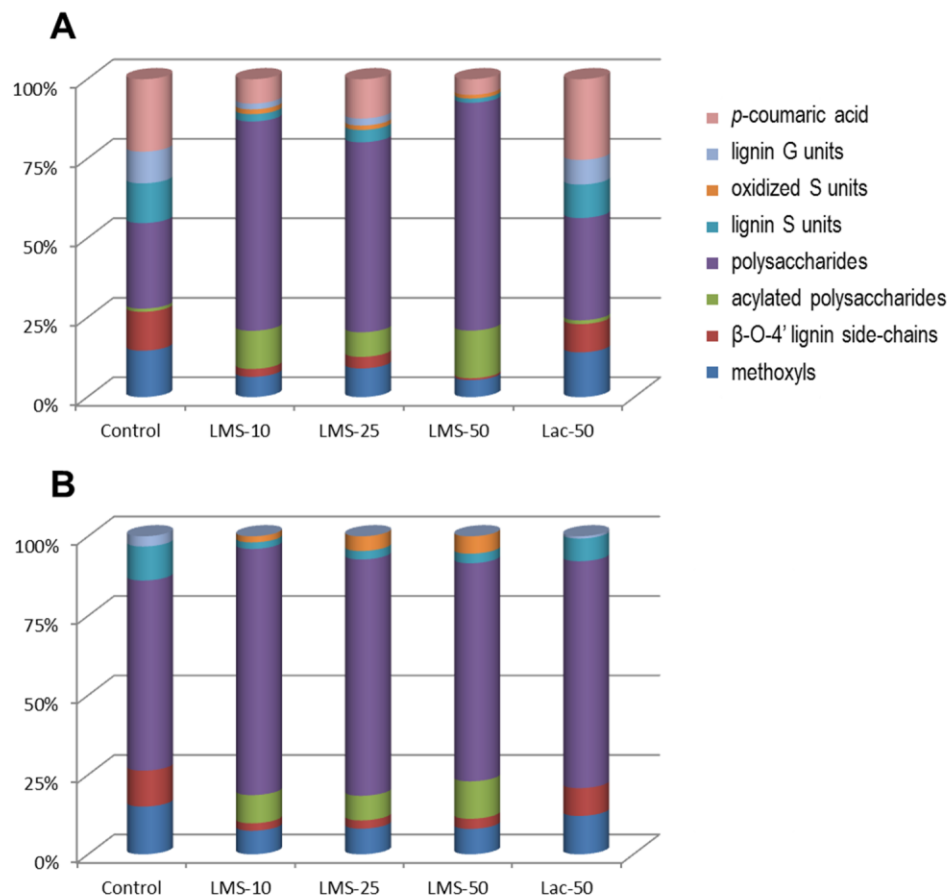 A
100%
75%
50%
25%
0%
Control LMS-10 LMS-25 LMS-50 Lac-50
p-coumaric acid
lignin G units
oxidized S units
lignin S units
polysaccharides
acylated polysaccharides
β-O-4' lignin side-chains
methoxyls
B
100%
75%
50%
25%
0%
Control LMS-10 LMS-25 LMS-50 Lac-50